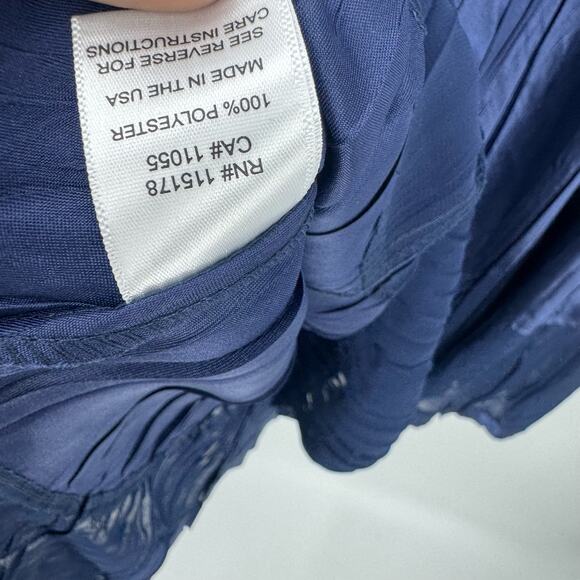 RN# 115178
CA# 11055
100% POLYESTER
MADE IN THE USA
SEE REVERSE FOR
CARE INSTRUCTIONS